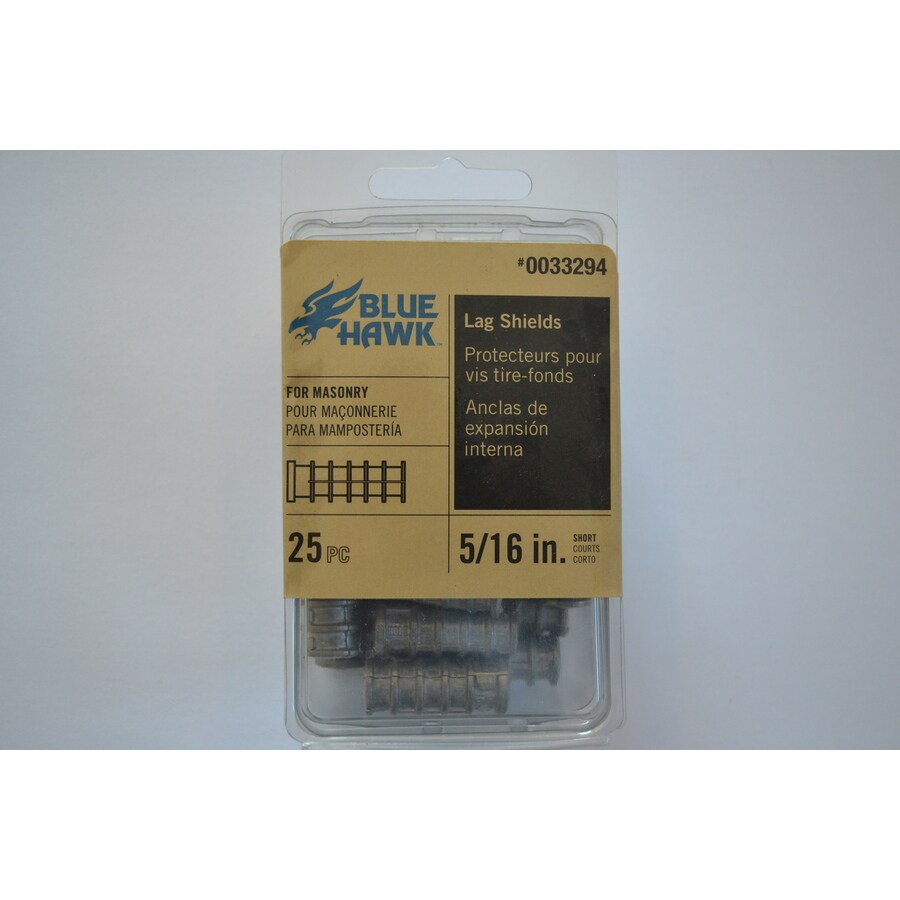 #0033294
BLUE
HAWK™
Lag Shields
Protecteurs pour
vis tire-fonds
Anclas de
expansión
interna
FOR MASONRY
POUR MAÇONNERIE
PARA MAMPOSTERÍA
25 PC
5/16 in.
SHORT
COURTS
CORTO